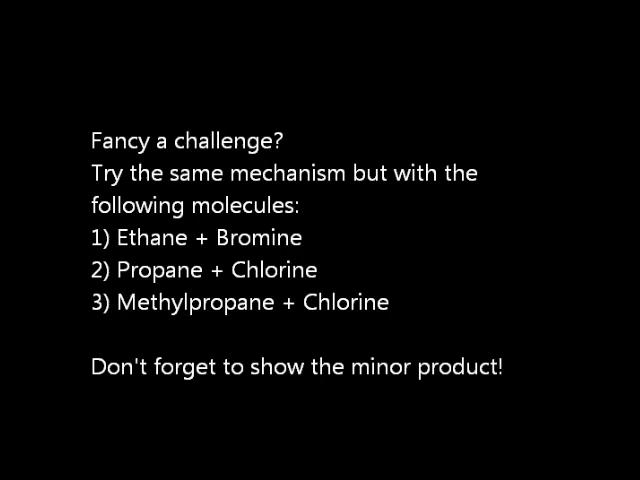 Fancy a challenge?
Try the same mechanism but with the
following molecules:
1) Ethane + Bromine
2) Propane + Chlorine
3) Methylpropane + Chlorine
Don't forget to show the minor product!